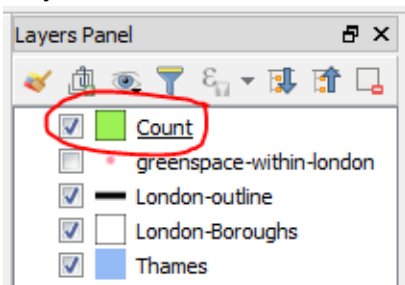 Layers Panel
Count
greenspace-within-london
London-outline
London-Boroughs
Thames